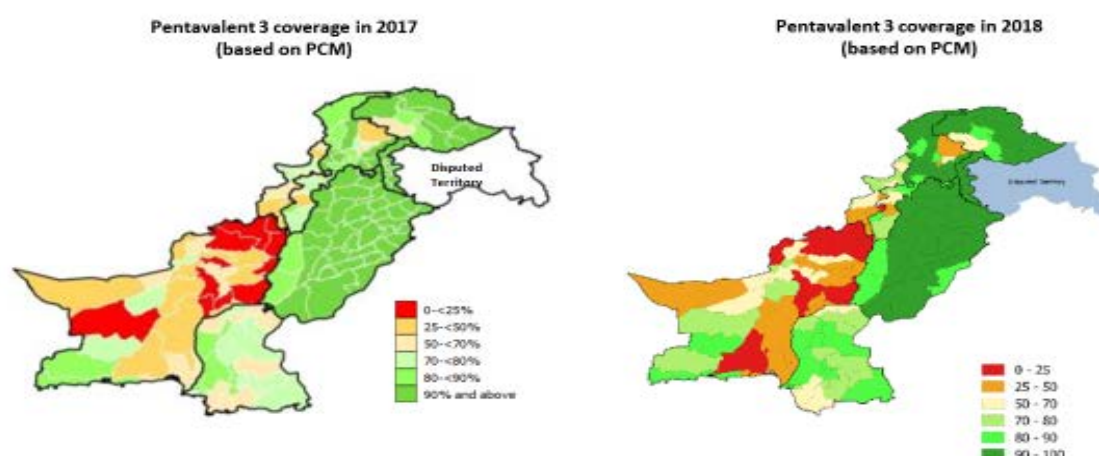 Pentavalent 3 coverage in 2017
(based on PCM)
Disputed
Territory
0-<25%
25-<50%
50-<70%
70-<80%
80-<90%
90% and above
Pentavalent 3 coverage in 2018
(based on PCM)
Disputed Territory
0 - 25
25 - 50
50 - 70
70 - 80
80 - 90
90 - 100